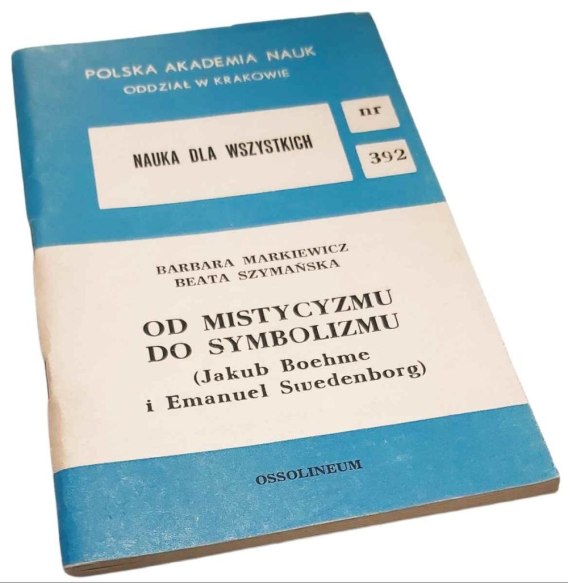 POLSKA AKADEMIA NAUK
ODDZIAŁ W KRAKOWIE
NAUKA DLA WSZYSTKICH
nr
392
BARBARA MARKIEWICZ
BEATA SZYMAŃSKA
OD MISTYCYZMU
DO SYMBOLIZMU
(Jakub Boehme
i Emanuel Swedenborg)
OSSOLINEUM